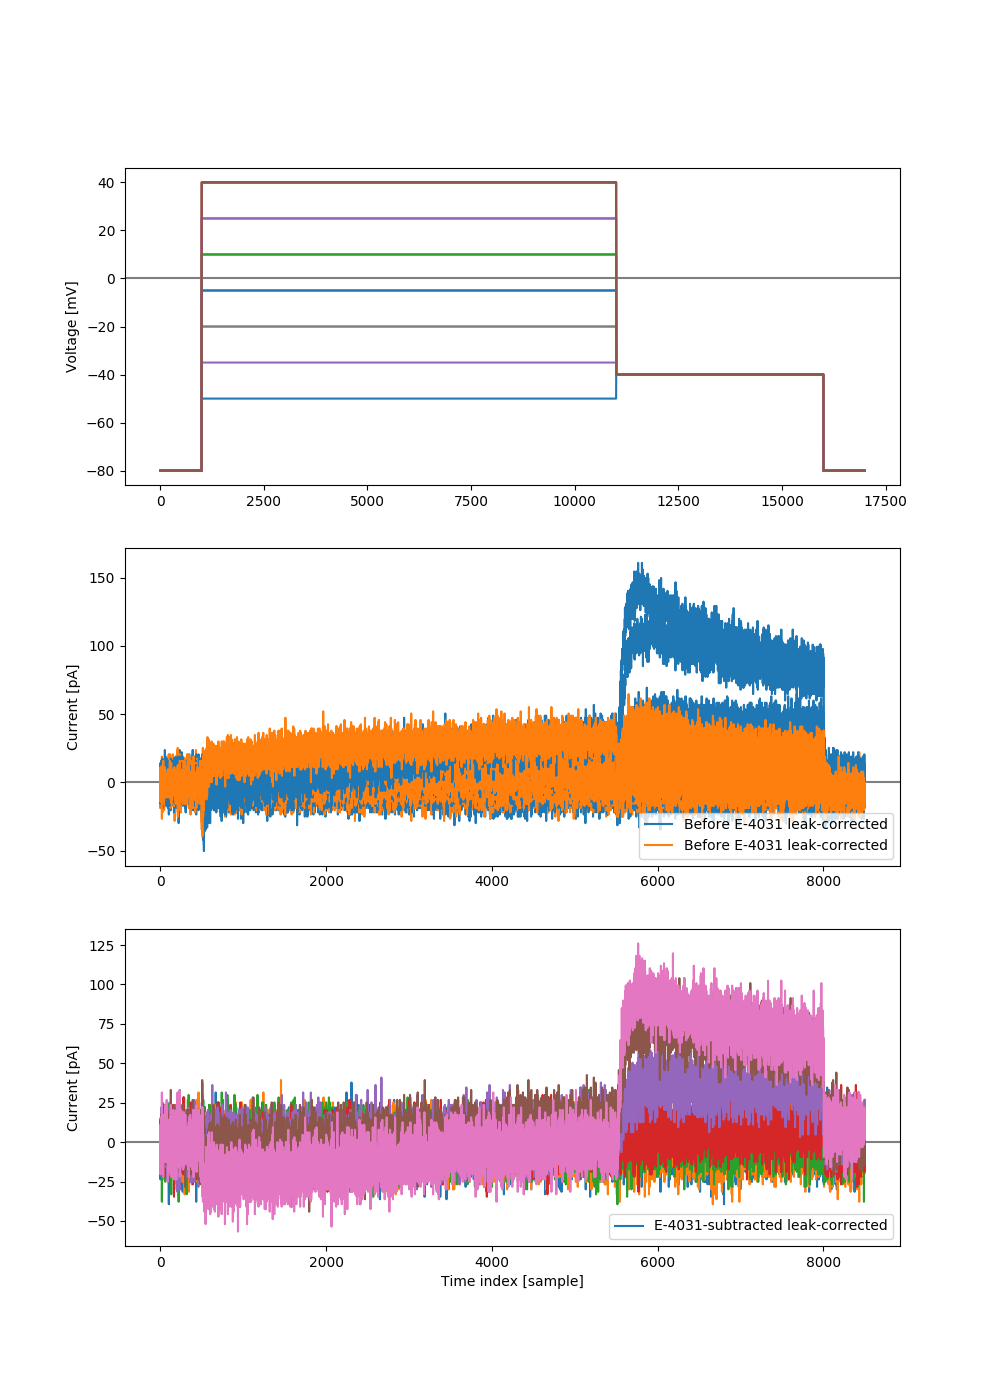 40
20
0
−20
−40
−60
−80
Voltage [mV]
0 2500 5000 7500 10000 12500 15000 17500
150
100
50
0
−50
Current [pA]
Before E-4031 leak-corrected
Before E-4031 leak-corrected
0 2000 4000 6000 8000
125
100
75
50
25
0
−25
−50
Current [pA]
E-4031-subtracted leak-corrected
0 2000 4000 6000 8000
Time index [sample]